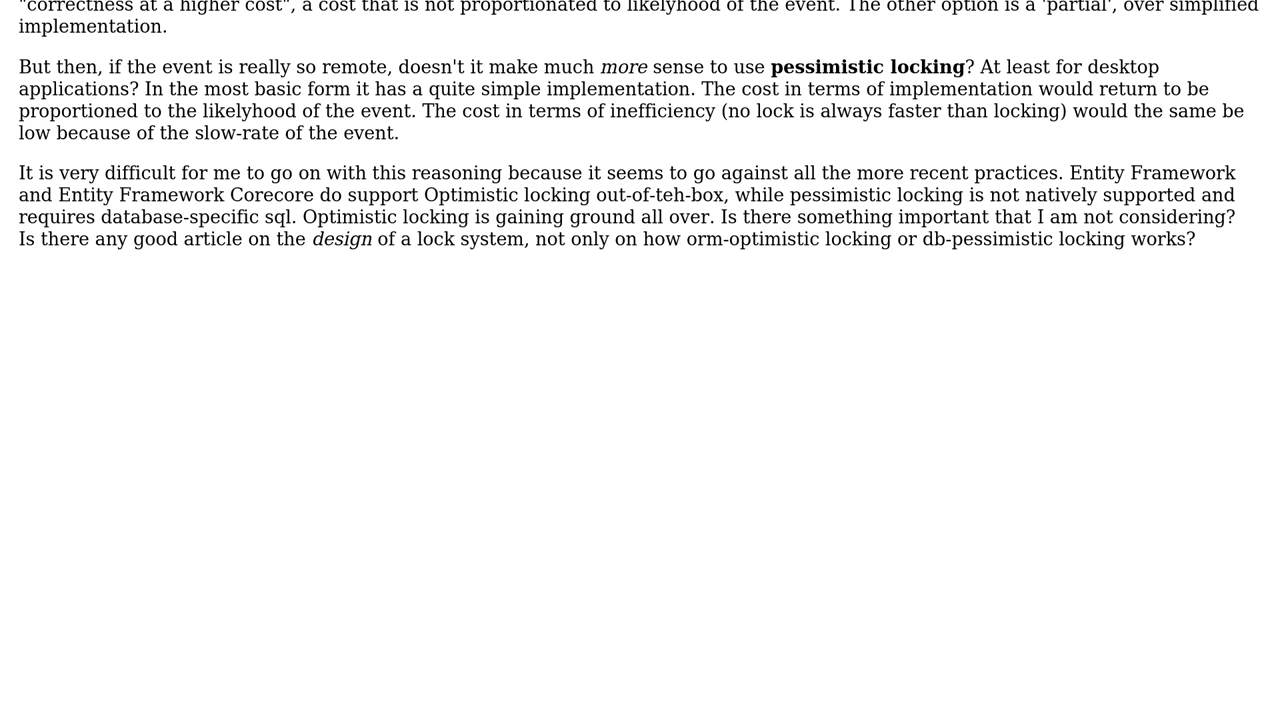 "correctness at a higher cost", a cost that is not proportionated to likelyhood of the event. The other option is a 'partial', over simplified
implementation.
But then, if the event is really so remote, doesn't it make much more sense to use pessimistic locking? At least for desktop
applications? In the most basic form it has a quite simple implementation. The cost in terms of implementation would return to be
proportioned to the likelyhood of the event. The cost in terms of inefficiency (no lock is always faster than locking) would the same be
low because of the slow-rate of the event.
It is very difficult for me to go on with this reasoning because it seems to go against all the more recent practices. Entity Framework
and Entity Framework Corecore do support Optimistic locking out-of-teh-box, while pessimistic locking is not natively supported and
requires database-specific sql. Optimistic locking is gaining ground all over. Is there something important that I am not considering?
Is there any good article on the design of a lock system, not only on how orm-optimistic locking or db-pessimistic locking works?